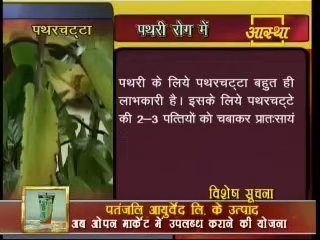 पथरचट्टा
पथरी रोग में
आस्था
पथरी के लिये पथरचट्टा बहुत ही
लाभकारी है। इसके लिये पथरचट्टे
की 2–3 पत्तियों को चबाकर प्रातःसायं
विशेष सूचना
पतंजलि आयुर्वेद लि. के उत्पाद
अब ओपन मार्केट में उपलब्ध कराने की योजना